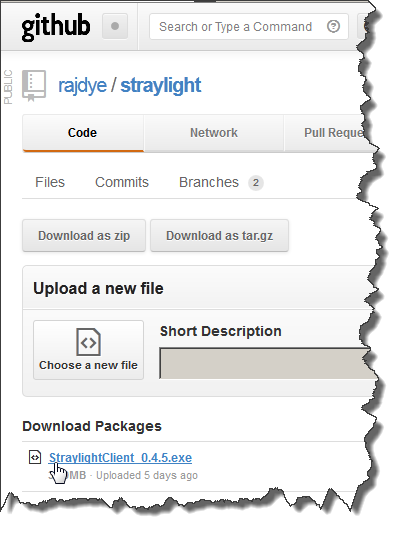 github
Search or Type a Command
PUBLIC
rajdye / straylight
Code Network Pull Reque
Files Commits Branches 2
Download as zip Download as tar.gz
Upload a new file
Choose a new file
Short Description
Download Packages
StraylightClient_0.4.5.exe
Uploaded 5 days ago